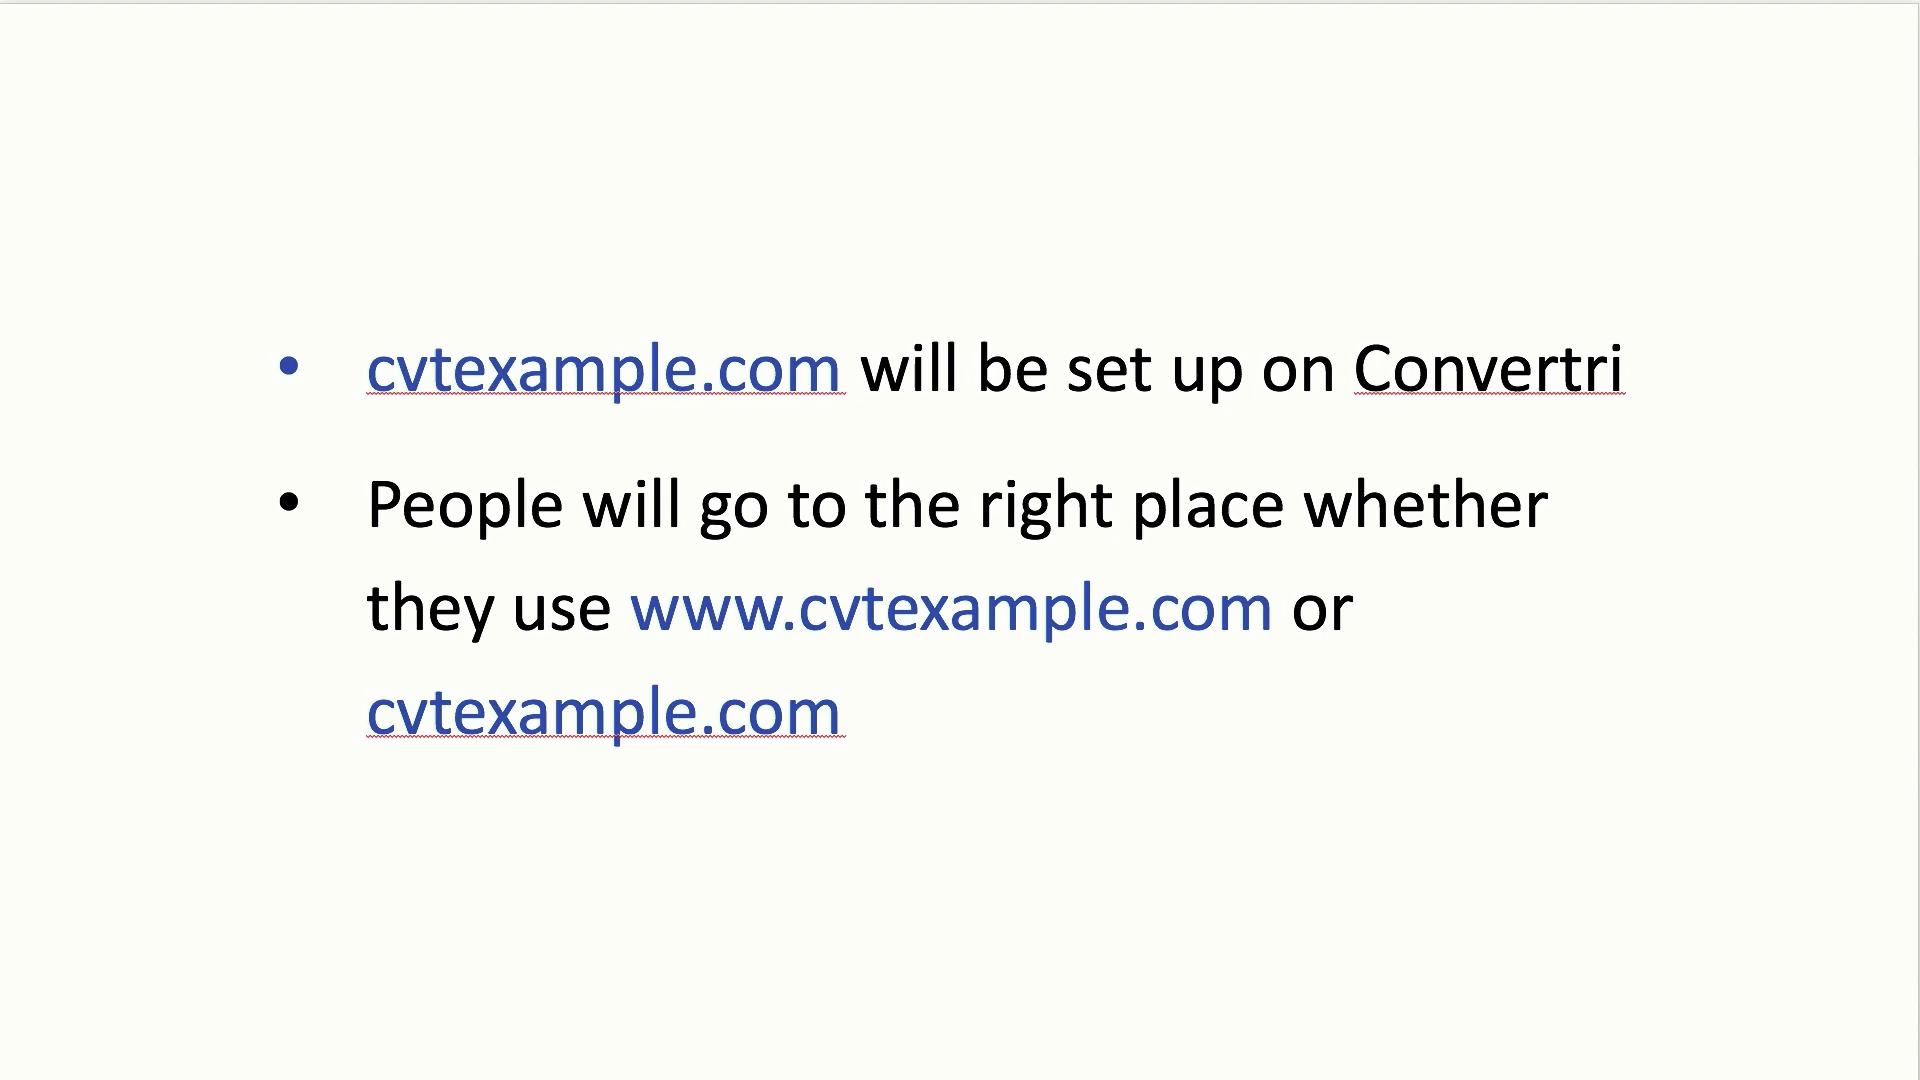 • cvtexample.com will be set up on Convertri
• People will go to the right place whether
they use www.cvtexample.com or
cvtexample.com